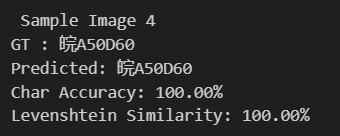 Sample Image 4
GT : 皖A50D60
Predicted: 皖A50D60
Char Accuracy: 100.00%
Levenshtein Similarity: 100.00%